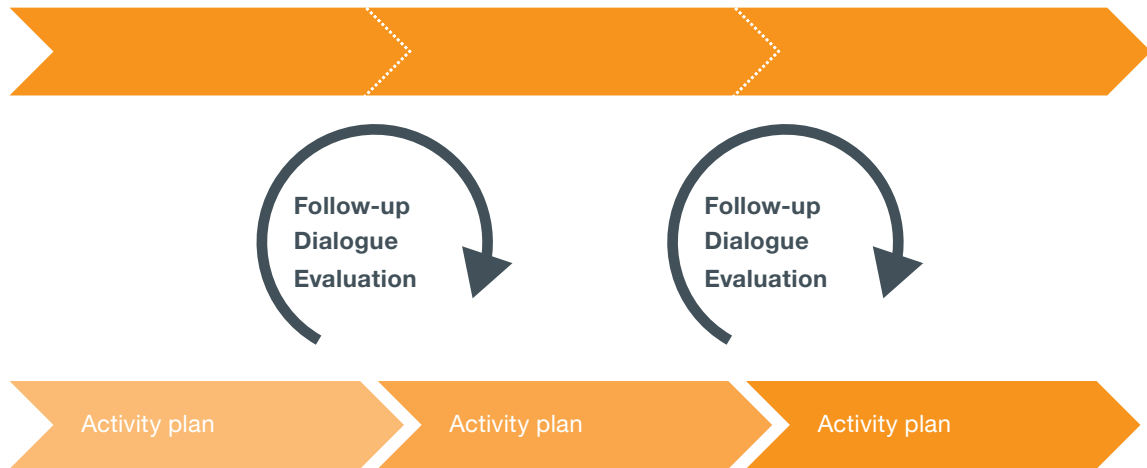 Follow-up
Dialogue
Evaluation
Follow-up
Dialogue
Evaluation
Activity plan
Activity plan
Activity plan